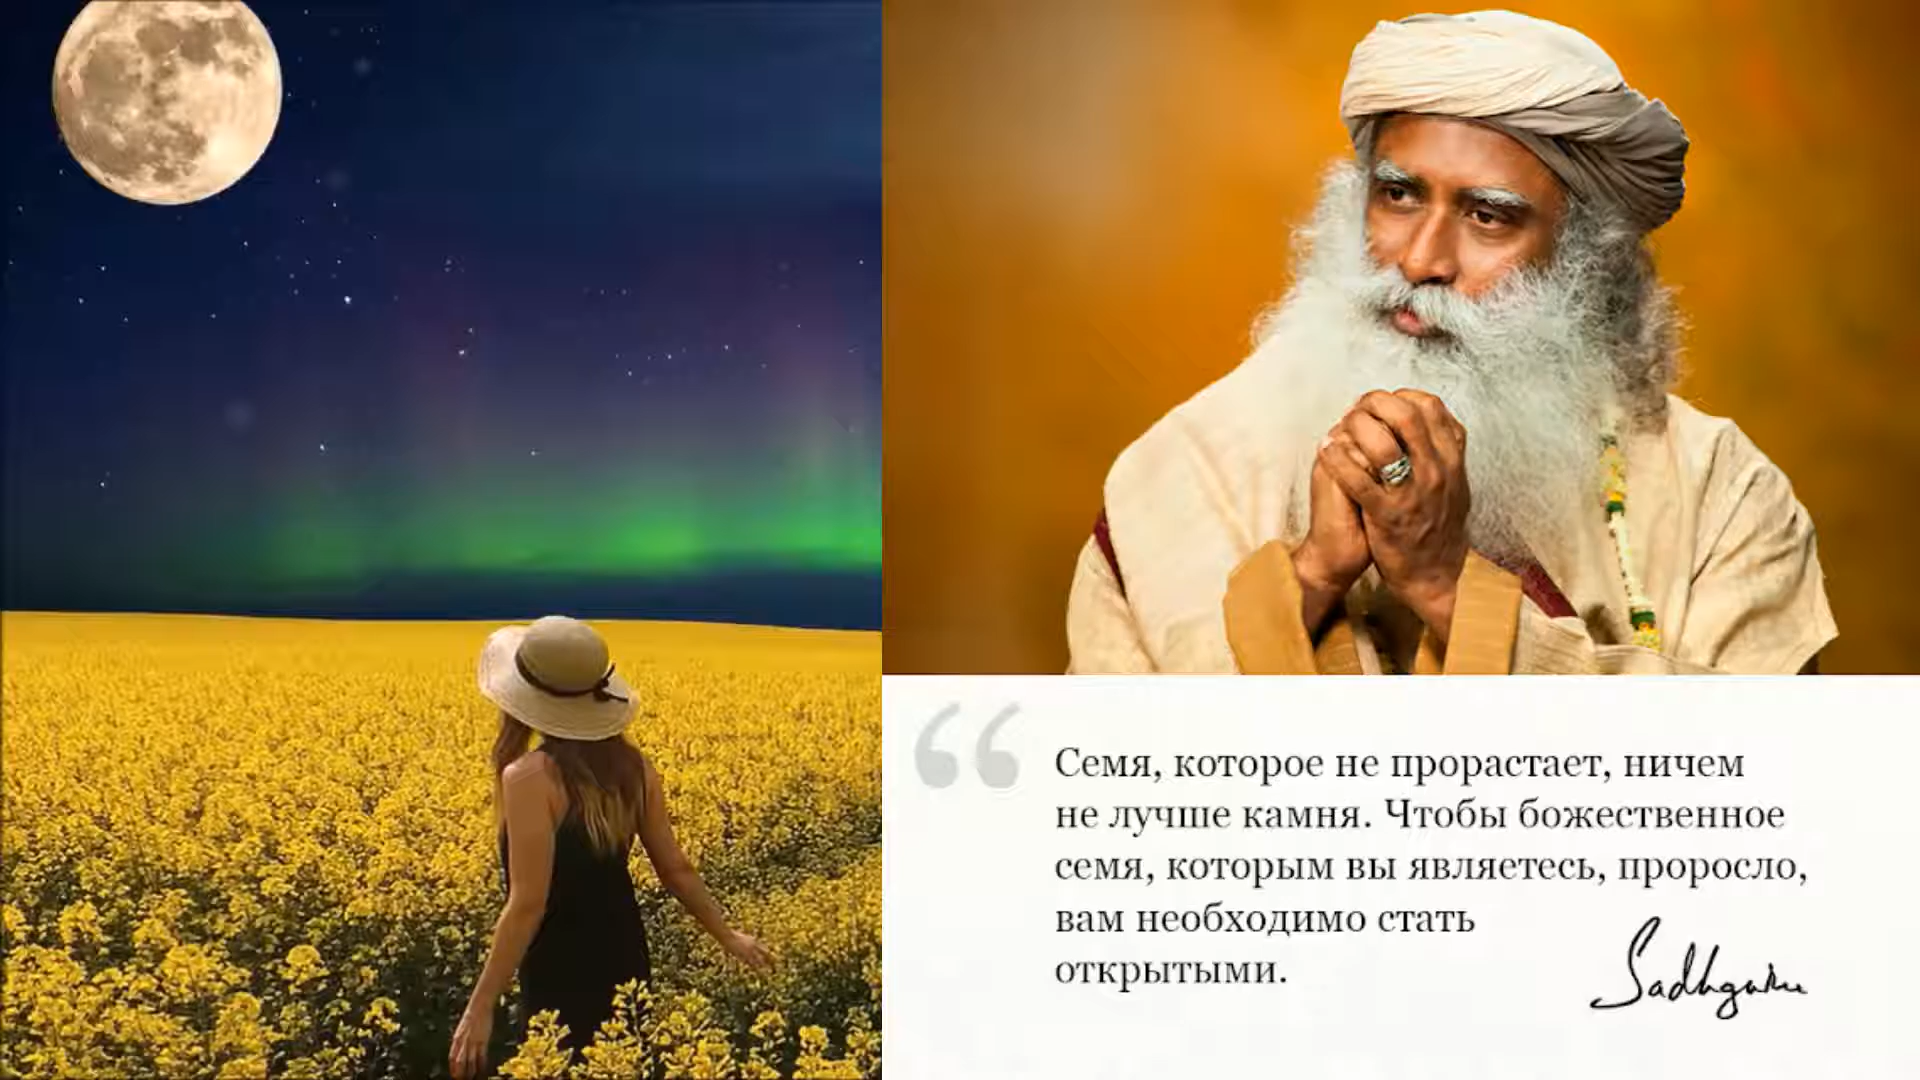 Семя, которое не прорастает, ничем
не лучше камня. Чтобы божественное
семя, которым вы являетесь, проросло,
вам необходимо стать
открытыми.
Sadhguru